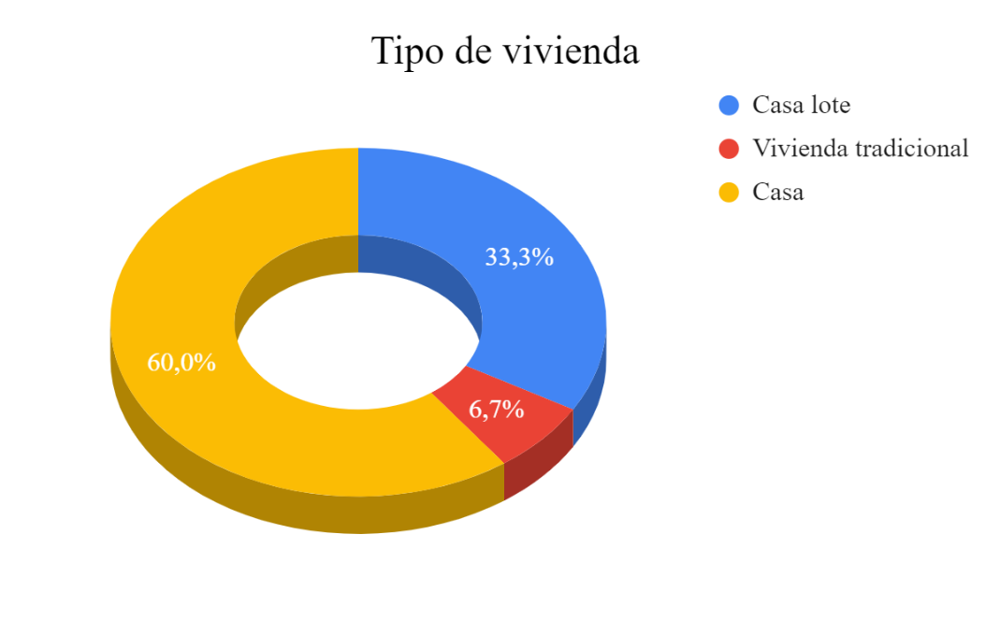 Tipo de vivienda
Casa lote
Vivienda tradicional
Casa
33,3%
60,0%
6,7%